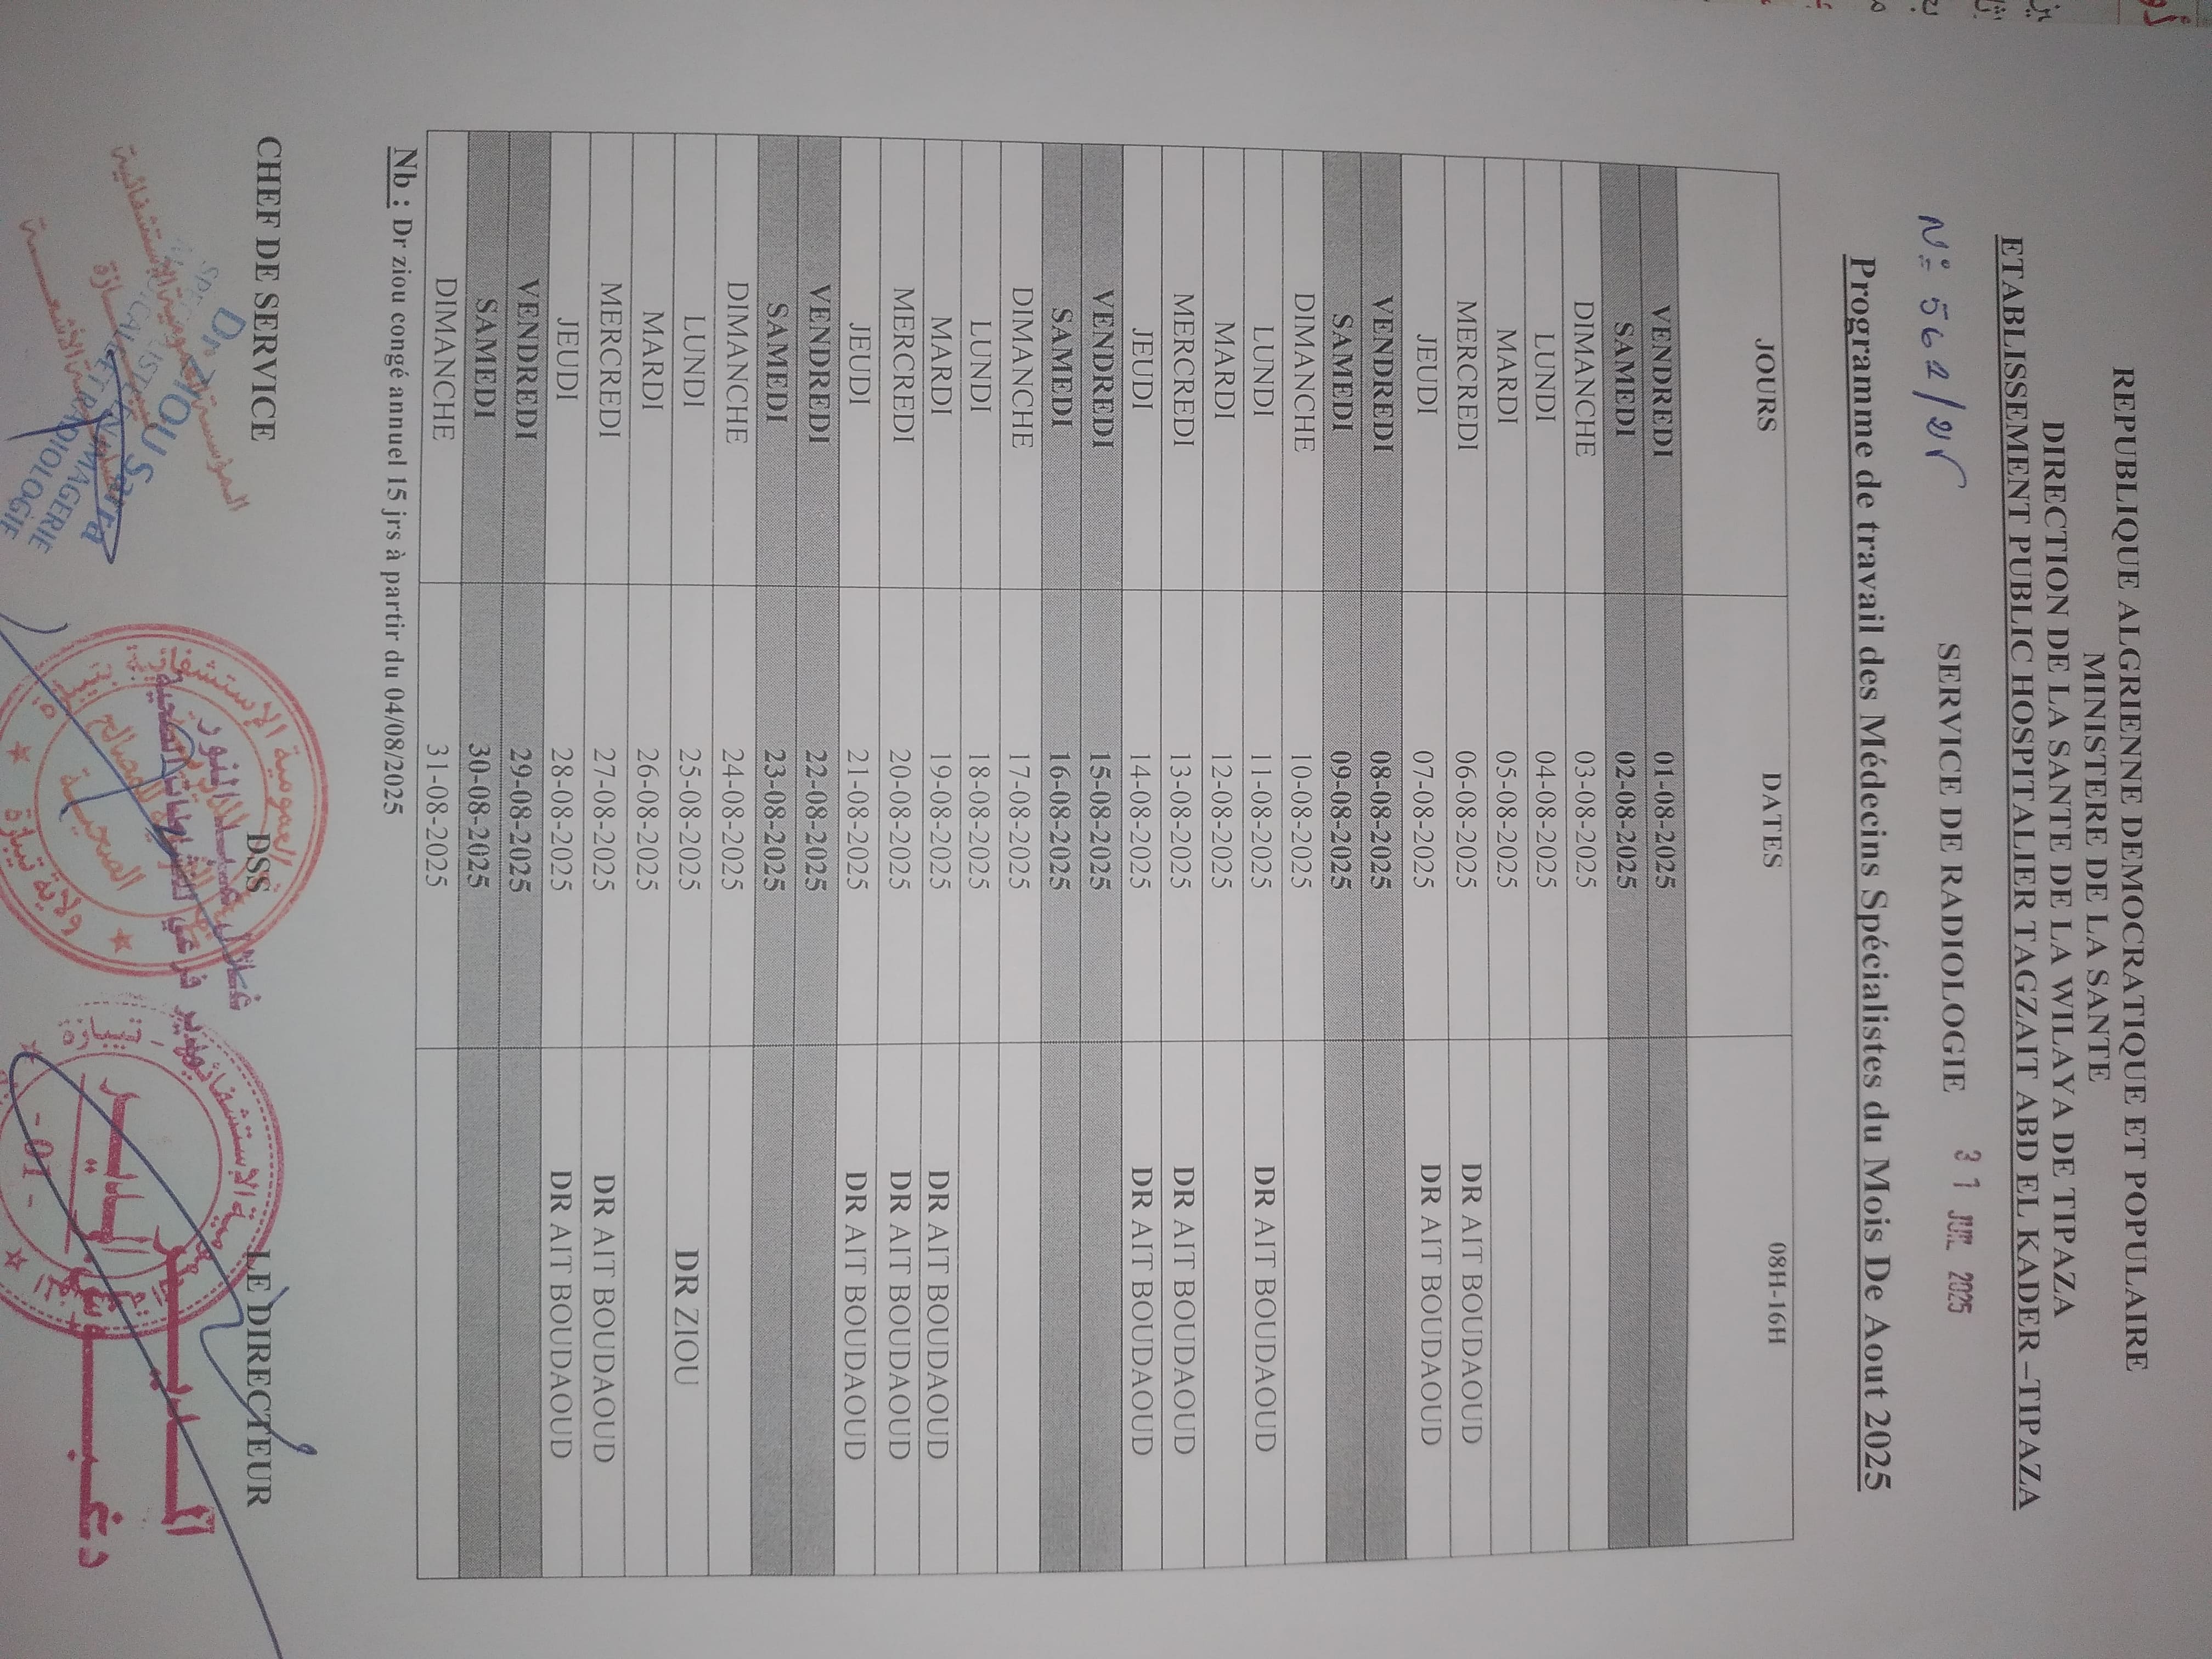 REPUBLIQUE ALGRIENNE DEMOCRATIQUE ET POPULAIRE
MINISTERE DE LA SANTE
DIRECTION DE LA SANTE DE LA WILAYA DE TIPAZA
ETABLISSEMENT PUBLIC HOSPITALIER TAGZAIT ABD EL KADER –TIPAZA
N: 561/25 SERVICE DE RADIOLOGIE 31 JUIL 2025
Programme de travail des Médecins Spécialistes du Mois De Aout 2025
JOURS DATES 08H-16H
VENDREDI 01-08-2025
SAMEDI 02-08-2025
DIMANCHE 03-08-2025
LUNDI 04-08-2025
MARDI 05-08-2025
MERCREDI 06-08-2025 DR AIT BOUDAOUD
JEUDI 07-08-2025 DR AIT BOUDAOUD
VENDREDI 08-08-2025
SAMEDI 09-08-2025
DIMANCHE 10-08-2025
LUNDI 11-08-2025 DR AIT BOUDAOUD
MARDI 12-08-2025
MERCREDI 13-08-2025 DR AIT BOUDAOUD
JEUDI 14-08-2025 DR AIT BOUDAOUD
VENDREDI 15-08-2025
SAMEDI 16-08-2025
DIMANCHE 17-08-2025
LUNDI 18-08-2025
MARDI 19-08-2025 DR AIT BOUDAOUD
MERCREDI 20-08-2025 DR AIT BOUDAOUD
JEUDI 21-08-2025 DR AIT BOUDAOUD
VENDREDI 22-08-2025
SAMEDI 23-08-2025
DIMANCHE 24-08-2025
LUNDI 25-08-2025 DR ZIOU
MARDI 26-08-2025
MERCREDI 27-08-2025 DR AIT BOUDAOUD
JEUDI 28-08-2025 DR AIT BOUDAOUD
VENDREDI 29-08-2025
SAMEDI 30-08-2025
DIMANCHE 31-08-2025
Nb : Dr ziou congé annuel 15 jrs à partir du 04/08/2025
CHEF DE SERVICE DSS LE DIRECTEUR
Dr ZIOU Sarra
SPECIALISTE EN IMAGERIE
MEDICALE ET RADIOLOGIE
المؤسسة العمومية الإستشفائية
تيبازة
مصلحة الأشعة
غلال عبد النور
مدير فرعي للنشاطات الصحية
العمومية الإستشفائية
للمصالح
الصحية
ولاية تيبازة
المدير
دغبوش
المدير
- 01 -